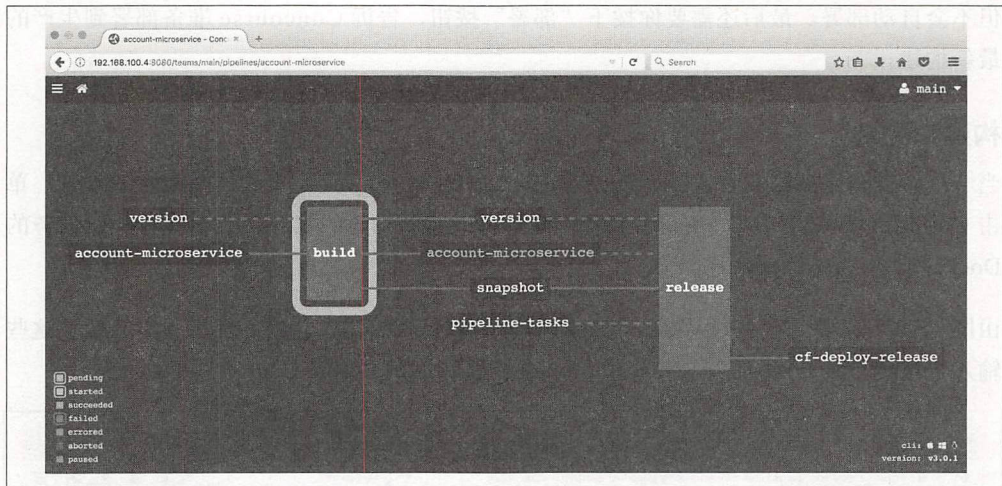 account-microservice - Conc
192.168.100.4:8080/teams/main/pipelines/account-microservice
Search
main
version
version
account-microservice
build
account-microservice
snapshot
release
pipeline-tasks
cf-deploy-release
pending
started
succeeded
failed
errored
aborted
paused
cli:
version: v3.0.1